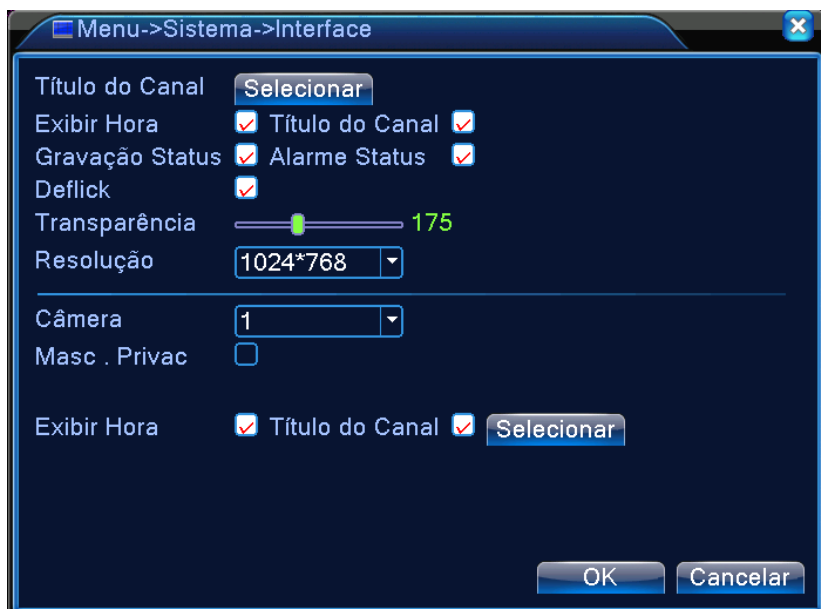 Menu->Sistema->Interface
Título do Canal Selecionar
Exibir Hora Título do Canal
Gravação Status Alarme Status
Deflick
Transparência 175
Resolução 1024*768
Câmera 1
Masc . Privac
Exibir Hora Título do Canal Selecionar
OK Cancelar